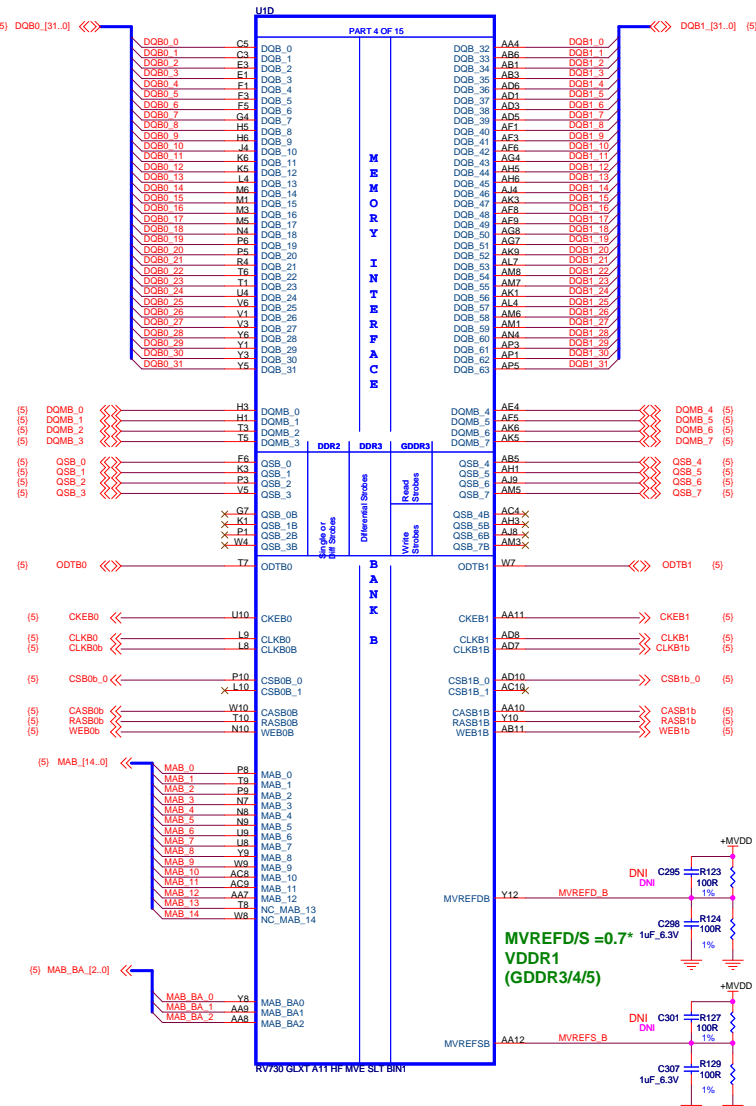 U1D
PART 4 OF 15
{5} DQB0_[31..0] DQB1_[31..0] {5}
DQB0_0 C5 DQB_0 DQB_32 AA4 DQB1_0
DQB0_1 C3 DQB_1 DQB_33 AB6 DQB1_1
DQB0_2 E3 DQB_2 DQB_34 AB1 DQB1_2
DQB0_3 E1 DQB_3 DQB_35 AB3 DQB1_3
DQB0_4 F1 DQB_4 DQB_36 AD6 DQB1_4
DQB0_5 F3 DQB_5 DQB_37 AD1 DQB1_5
DQB0_6 F5 DQB_6 DQB_38 AD3 DQB1_6
DQB0_7 G4 DQB_7 DQB_39 AD5 DQB1_7
DQB0_8 H5 DQB_8 DQB_40 AF1 DQB1_8
DQB0_9 H6 DQB_9 DQB_41 AF3 DQB1_9
DQB0_10 J4 DQB_10 DQB_42 AF6 DQB1_10
DQB0_11 K6 DQB_11 DQB_43 AG4 DQB1_11
DQB0_12 K5 DQB_12 DQB_44 AH5 DQB1_12
DQB0_13 L4 DQB_13 DQB_45 AH6 DQB1_13
DQB0_14 M6 DQB_14 DQB_46 AJ4 DQB1_14
DQB0_15 M1 DQB_15 DQB_47 AK3 DQB1_15
DQB0_16 M3 DQB_16 DQB_48 AF8 DQB1_16
DQB0_17 M5 DQB_17 DQB_49 AF9 DQB1_17
DQB0_18 N4 DQB_18 DQB_50 AG8 DQB1_18
DQB0_19 P6 DQB_19 DQB_51 AG7 DQB1_19
DQB0_20 P5 DQB_20 DQB_52 AK9 DQB1_20
DQB0_21 R4 DQB_21 DQB_53 AL7 DQB1_21
DQB0_22 T6 DQB_22 DQB_54 AM8 DQB1_22
DQB0_23 T1 DQB_23 DQB_55 AM7 DQB1_23
DQB0_24 U4 DQB_24 DQB_56 AK1 DQB1_24
DQB0_25 V6 DQB_25 DQB_57 AL4 DQB1_25
DQB0_26 V1 DQB_26 DQB_58 AM6 DQB1_26
DQB0_27 V3 DQB_27 DQB_59 AM1 DQB1_27
DQB0_28 Y6 DQB_28 DQB_60 AN4 DQB1_28
DQB0_29 Y1 DQB_29 DQB_61 AP3 DQB1_29
DQB0_30 Y3 DQB_30 DQB_62 AP1 DQB1_30
DQB0_31 Y5 DQB_31 DQB_63 AP5 DQB1_31
MEMORY INTERFACE
{5} DQMB_0 H3 DQMB_0 DQMB_4 AE4 DQMB_4 {5}
{5} DQMB_1 H1 DQMB_1 DQMB_5 AF5 DQMB_5 {5}
{5} DQMB_2 T3 DQMB_2 DQMB_6 AK6 DQMB_6 {5}
{5} DQMB_3 T5 DQMB_3 DQMB_7 AK5 DQMB_7 {5}
DDR2 DDR3 GDDR3
{5} QSB_0 F6 QSB_0 QSB_4 AB5 QSB_4 {5}
{5} QSB_1 K3 QSB_1 QSB_5 AH1 QSB_5 {5}
{5} QSB_2 P3 QSB_2 QSB_6 AJ9 QSB_6 {5}
{5} QSB_3 V5 QSB_3 QSB_7 AM5 QSB_7 {5}
Single or
Diff Strobes
Differential Strobes
Read
Strobes
Write
Strobes
G7 QSB_0B QSB_4B AC4
K1 QSB_1B QSB_5B AH3
P1 QSB_2B QSB_6B AJ8
W4 QSB_3B QSB_7B AM3
{5} ODTB0 T7 ODTB0 ODTB1 W7 ODTB1 {5}
BANK B
{5} CKEB0 U10 CKEB0 CKEB1 AA11 CKEB1 {5}
{5} CLKB0 L9 CLKB0 CLKB1 AD8 CLKB1 {5}
{5} CLKB0b L8 CLKB0B CLKB1B AD7 CLKB1b {5}
{5} CSB0b_0 P10 CSB0B_0 CSB1B_0 AD10 CSB1b_0 {5}
L10 CSB0B_1 CSB1B_1 AC10
{5} CASB0b W10 CASB0B CASB1B AA10 CASB1b {5}
{5} RASB0b T10 RASB0B RASB1B Y10 RASB1b {5}
{5} WEB0b N10 WEB0B WEB1B AB11 WEB1b {5}
{5} MAB_[14..0]
MAB_0 P8 MAB_0
MAB_1 T9 MAB_1
MAB_2 P9 MAB_2
MAB_3 N7 MAB_3
MAB_4 N8 MAB_4
MAB_5 N9 MAB_5
MAB_6 U9 MAB_6
MAB_7 U8 MAB_7
MAB_8 Y9 MAB_8
MAB_9 W9 MAB_9
MAB_10 AC8 MAB_10
MAB_11 AC9 MAB_11
MAB_12 AA7 MAB_12
MAB_13 T8 NC_MAB_13
MAB_14 W8 NC_MAB_14
+MVDD
DNI C295 R123
DNI 100R
1%
MVREFDB Y12 MVREFD_B
C298 R124
1uF_6.3V 100R
1%
MVREFD/S =0.7*
VDDR1
(GDDR3/4/5)
{5} MAB_BA_[2..0]
MAB_BA_0 Y8 MAB_BA0
MAB_BA_1 AA9 MAB_BA1
MAB_BA_2 AA8 MAB_BA2
+MVDD
DNI C301 R127
DNI 100R
1%
MVREFSB AA12 MVREFS_B
C307 R129
1uF_6.3V 100R
1%
RV730 GLXT A11 HF MVE SLT BIN1